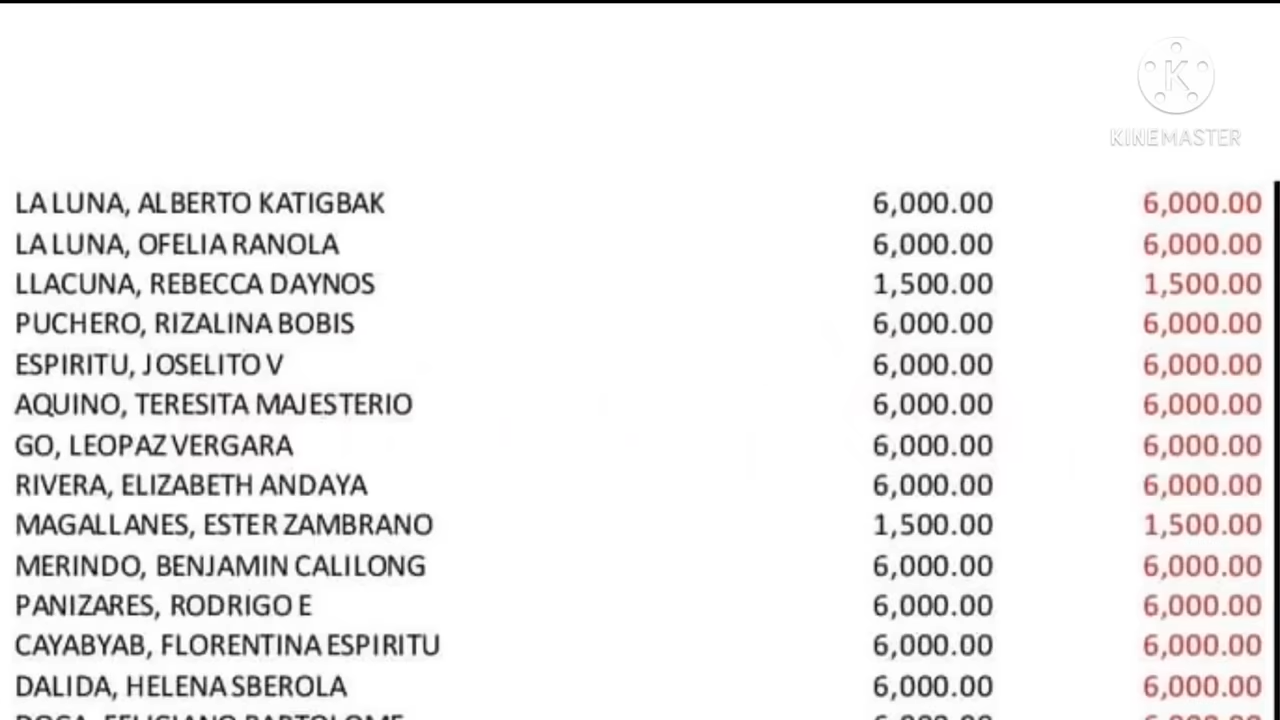 KINEMASTER
LA LUNA, ALBERTO KATIGBAK 6,000.00 6,000.00
LA LUNA, OFELIA RANOLA 6,000.00 6,000.00
LLACUNA, REBECCA DAYNOS 1,500.00 1,500.00
PUCHERO, RIZALINA BOBIS 6,000.00 6,000.00
ESPIRITU, JOSELITO V 6,000.00 6,000.00
AQUINO, TERESITA MAJESTERIO 6,000.00 6,000.00
GO, LEOPAZ VERGARA 6,000.00 6,000.00
RIVERA, ELIZABETH ANDAYA 6,000.00 6,000.00
MAGALLANES, ESTER ZAMBRANO 1,500.00 1,500.00
MERINDO, BENJAMIN CALILONG 6,000.00 6,000.00
PANIZARES, RODRIGO E 6,000.00 6,000.00
CAYABYAB, FLORENTINA ESPIRITU 6,000.00 6,000.00
DALIDA, HELENA SBEROLA 6,000.00 6,000.00